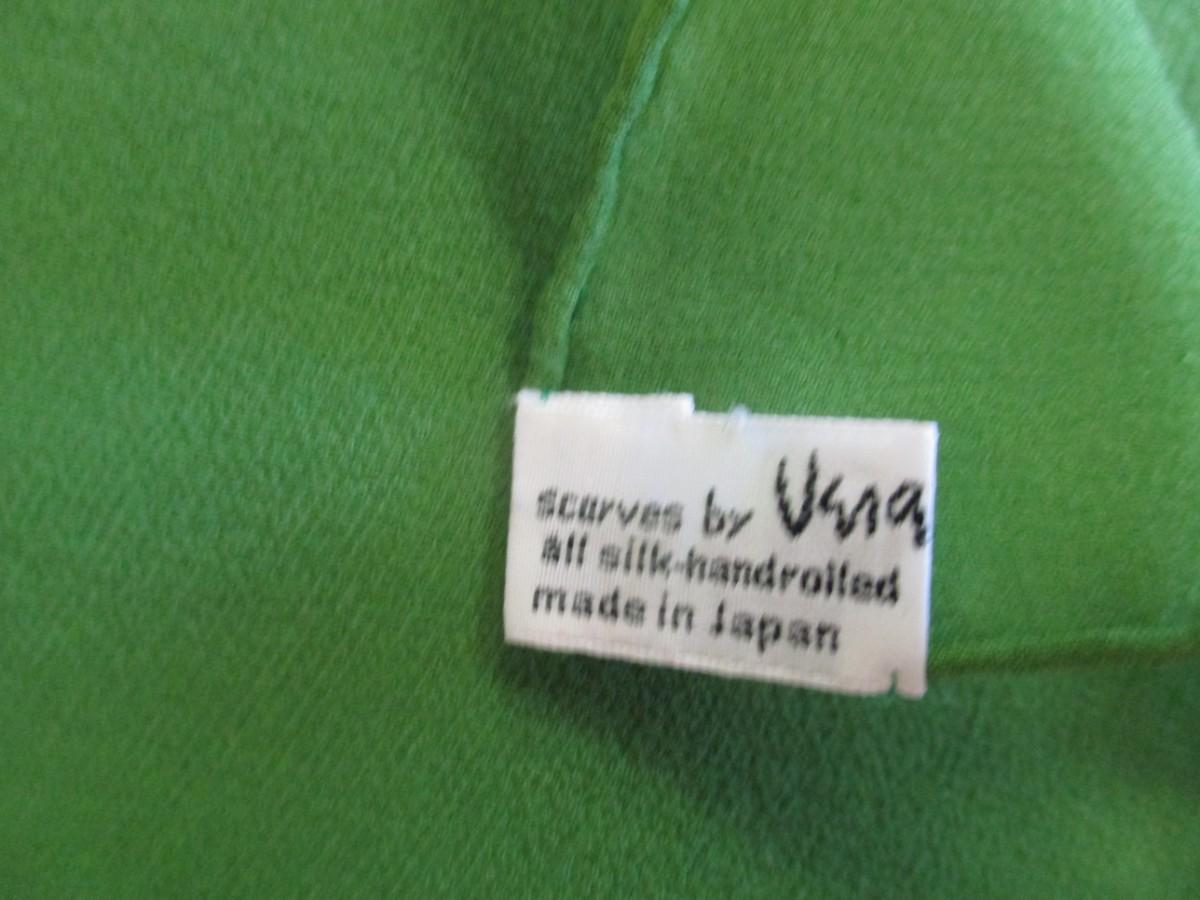 scarves by Vera
all silk-handrolled
made in Japan